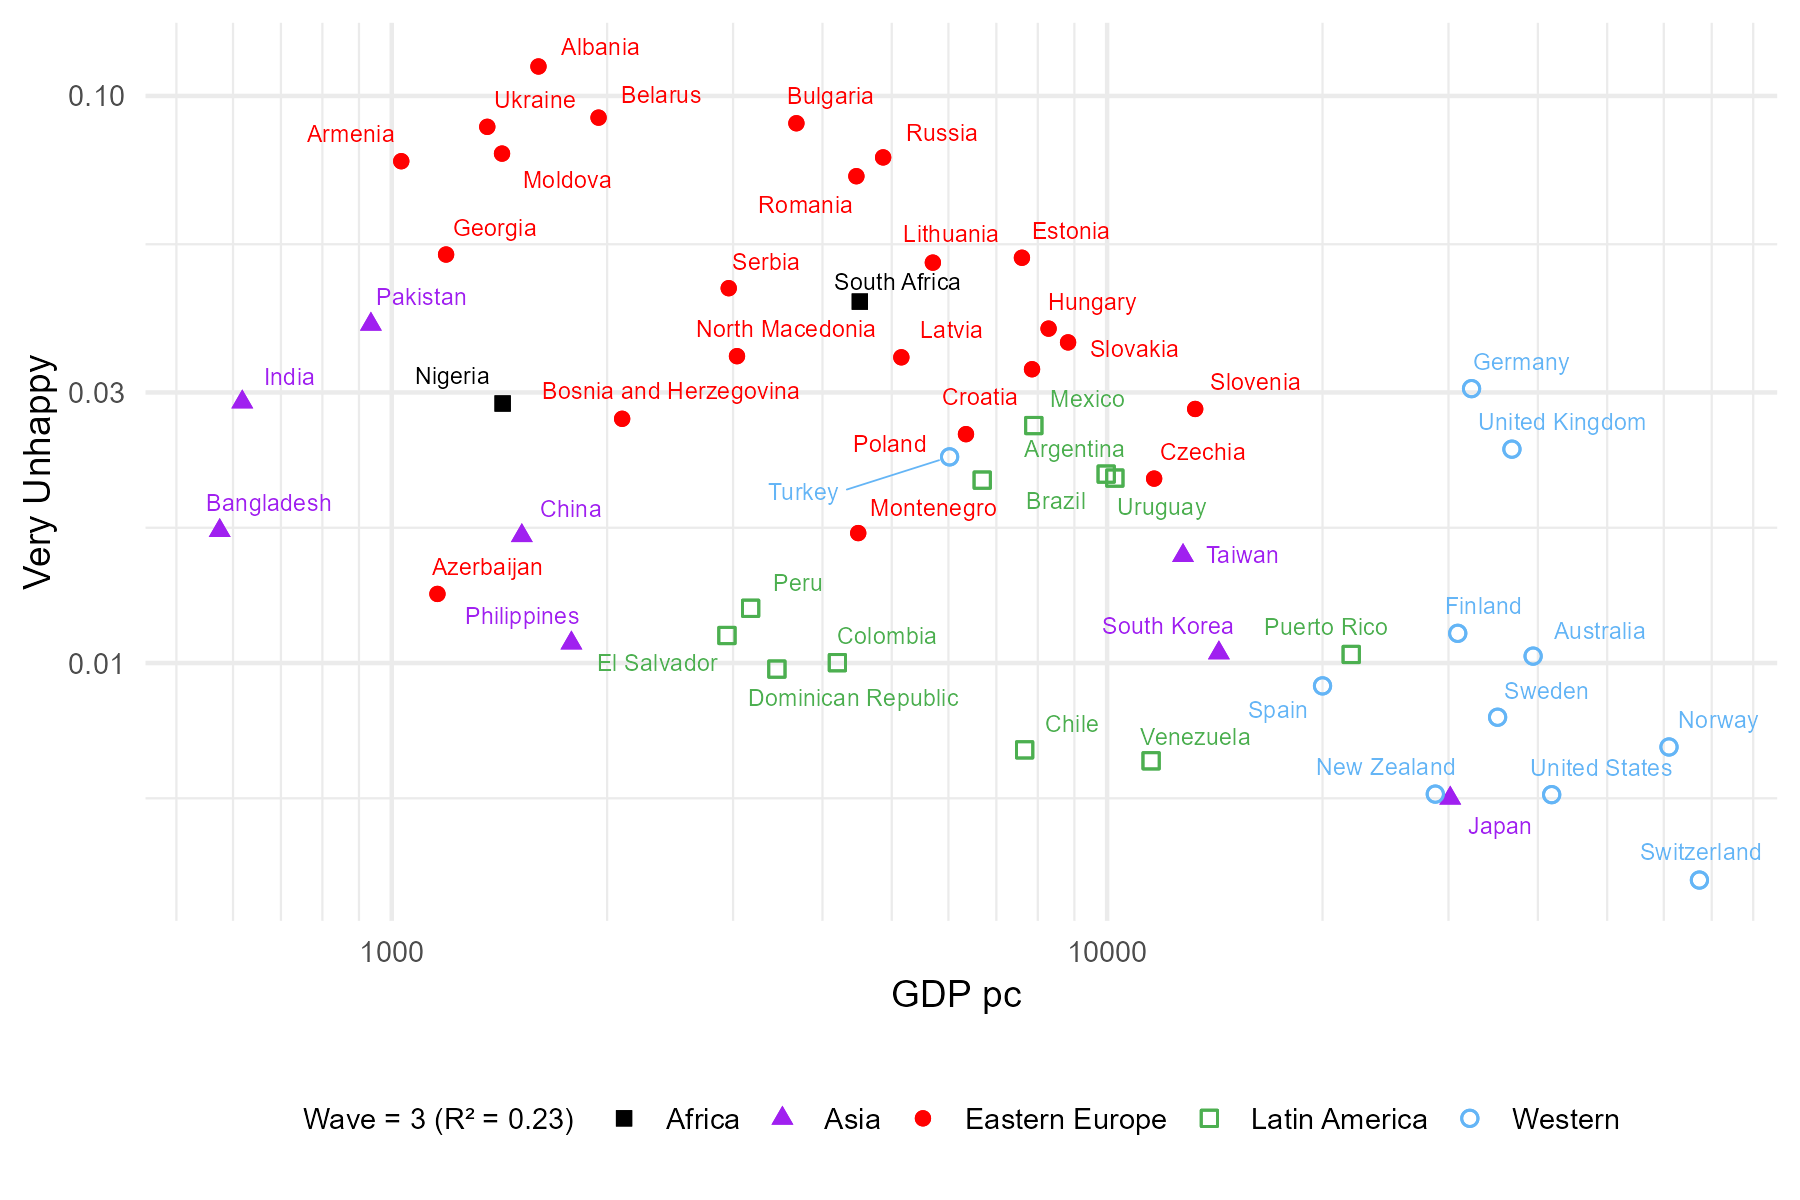 Albania
0.10
Ukraine
Belarus
Bulgaria
Armenia
Russia
Moldova
Romania
Georgia
Lithuania
Estonia
Serbia
South Africa
Pakistan
Hungary
North Macedonia
Latvia
Slovakia
Germany
India
Nigeria
0.03
Bosnia and Herzegovina
Croatia
Mexico
Slovenia
United Kingdom
Poland
Argentina
Czechia
Turkey
Bangladesh
China
Montenegro
Brazil
Uruguay
Very Unhappy
Taiwan
Azerbaijan
Peru
Philippines
Finland
South Korea
Puerto Rico
Australia
Colombia
0.01
El Salvador
Dominican Republic
Sweden
Spain
Chile
Norway
Venezuela
New Zealand
United States
Japan
Switzerland
1000
10000
GDP pc
Wave = 3 (R² = 0.23)
Africa
Asia
Eastern Europe
Latin America
Western